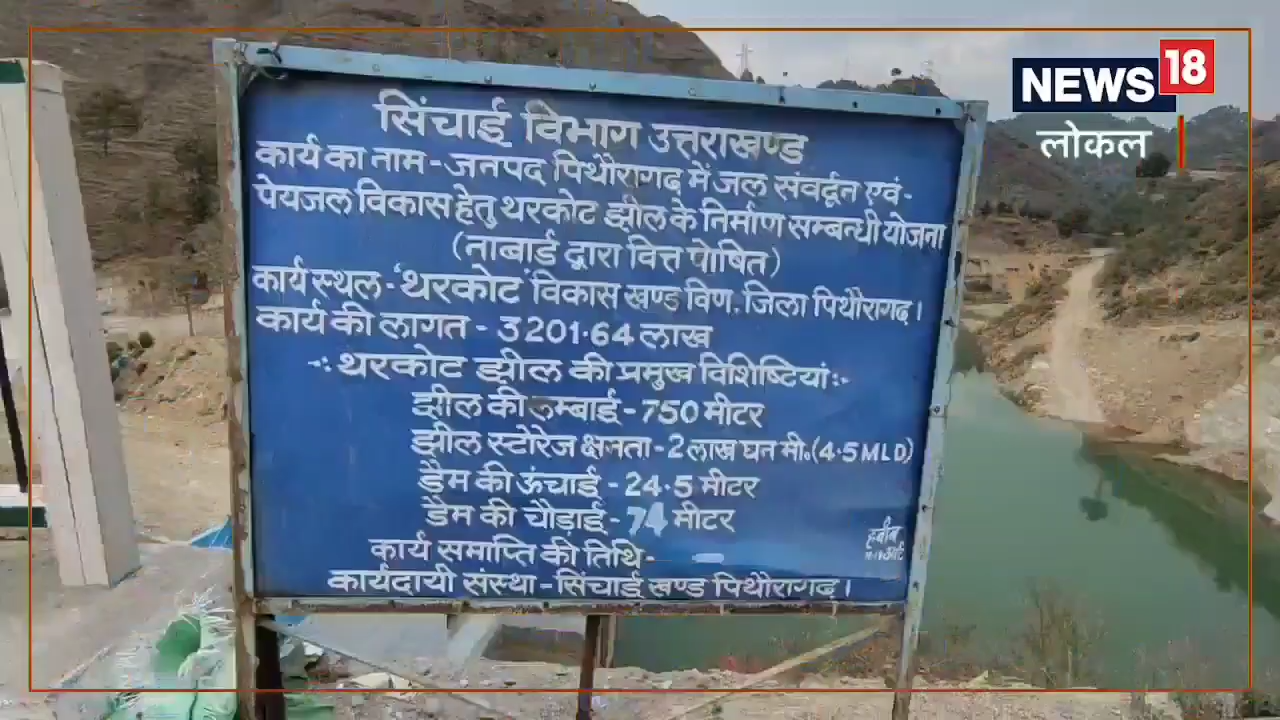 सिंचाई विभाग उत्तराखण्ड
कार्य का नाम - जनपद पिथौरागढ़ में जल संवर्द्धन एवं-
पेयजल विकास हेतु थरकोट झील के निर्माण सम्बन्धी योजना
(नाबार्ड द्वारा वित्त पोषित)
कार्य स्थल - 'थरकोट' विकास खण्ड विण. जिला पिथौरागढ़।
कार्य की लागत - 3201.64 लाख
-: थरकोट झील की प्रमुख विशिष्टियां :-
झील की लम्बाई - 750 मीटर
झील स्टोरेज क्षमता - 2 लाख घन मी. (4.5 MLD)
डैम की ऊंचाई - 24.5 मीटर
डैम की चौड़ाई - 74 मीटर
कार्य समाप्ति की तिथि -
कार्यदायी संस्था - सिंचाई खण्ड पिथौरागढ़।
NEWS 18
लोकल